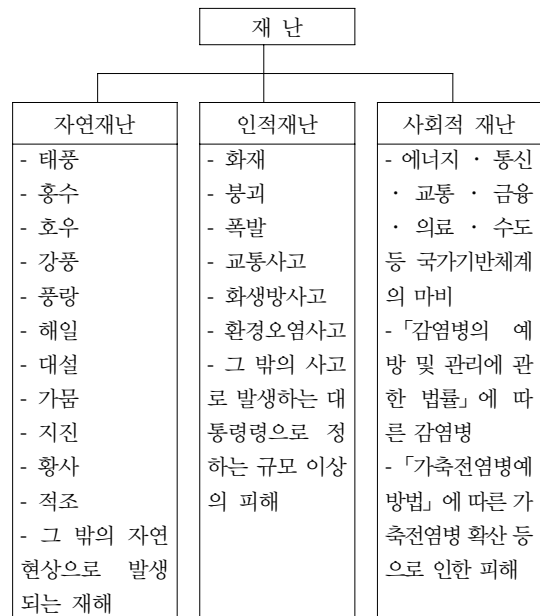 재 난
자연재난
- 태풍
- 홍수
- 호우
- 강풍
- 풍랑
- 해일
- 대설
- 가뭄
- 지진
- 황사
- 적조
- 그 밖의 자연
현상으로 발생
되는 재해
인적재난
- 화재
- 붕괴
- 폭발
- 교통사고
- 화생방사고
- 환경오염사고
- 그 밖의 사고
로 발생하는 대
통령령으로 정
하는 규모 이상
의 피해
사회적 재난
- 에너지 · 통신
· 교통 · 금융
· 의료 · 수도
등 국가기반체계
의 마비
-「감염병의 예
방 및 관리에 관
한 법률」에 따
른 감염병
-「가축전염병예
방법」에 따른 가
축전염병 확산 등
으로 인한 피해